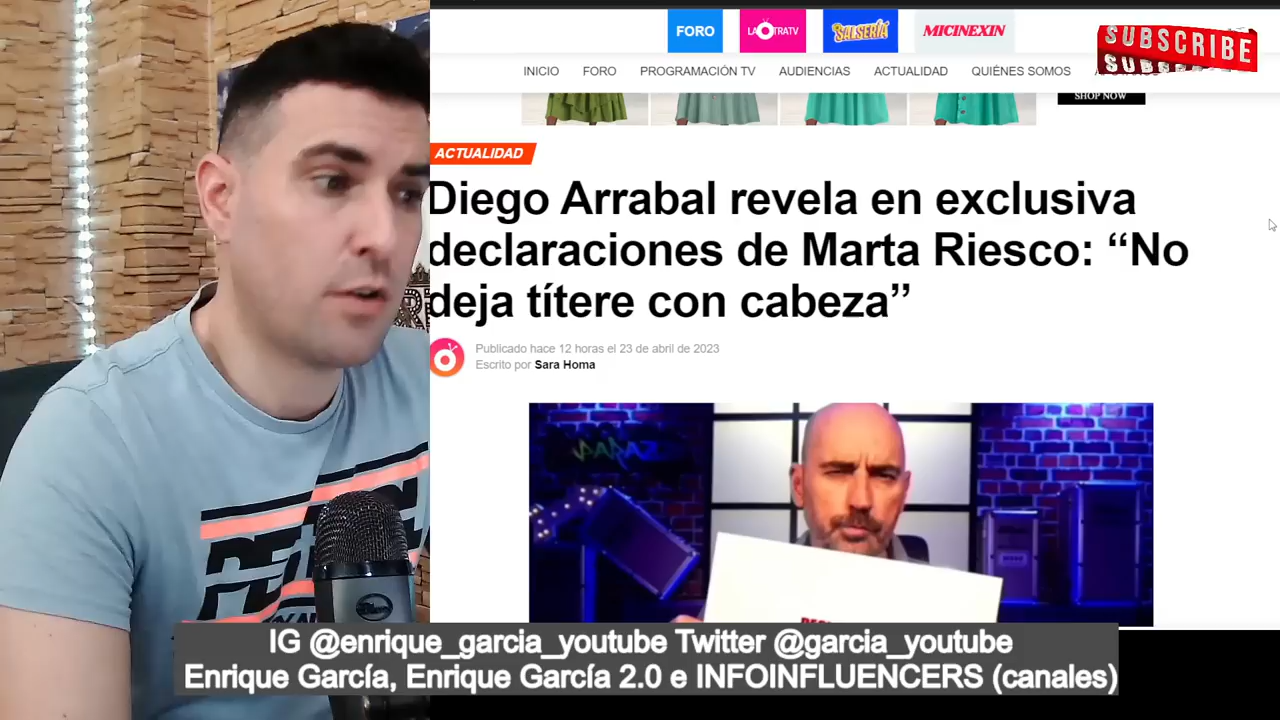 FORO
LA OTRATV
SALSERÍA
MICINEXIN
SUBSCRIBE
INICIO FORO PROGRAMACIÓN TV AUDIENCIAS ACTUALIDAD QUIÉNES SOMOS
SHOP NOW
ACTUALIDAD
Diego Arrabal revela en exclusiva
declaraciones de Marta Riesco: “No
deja títere con cabeza”
Publicado hace 12 horas el 23 de abril de 2023
Escrito por Sara Homa
IG @enrique_garcia_youtube Twitter @garcia_youtube
Enrique García, Enrique García 2.0 e INFOINFLUENCERS (canales)